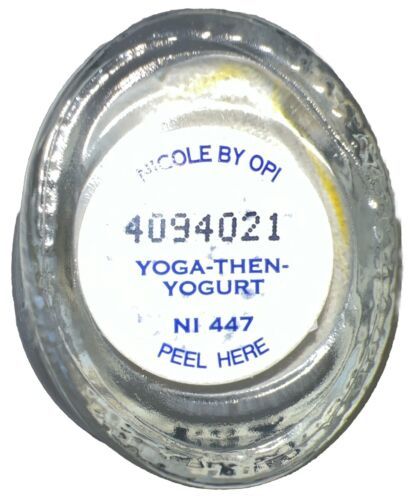 NICOLE BY OPI
4094021
YOGA-THEN-
YOGURT
NI 447
PEEL HERE